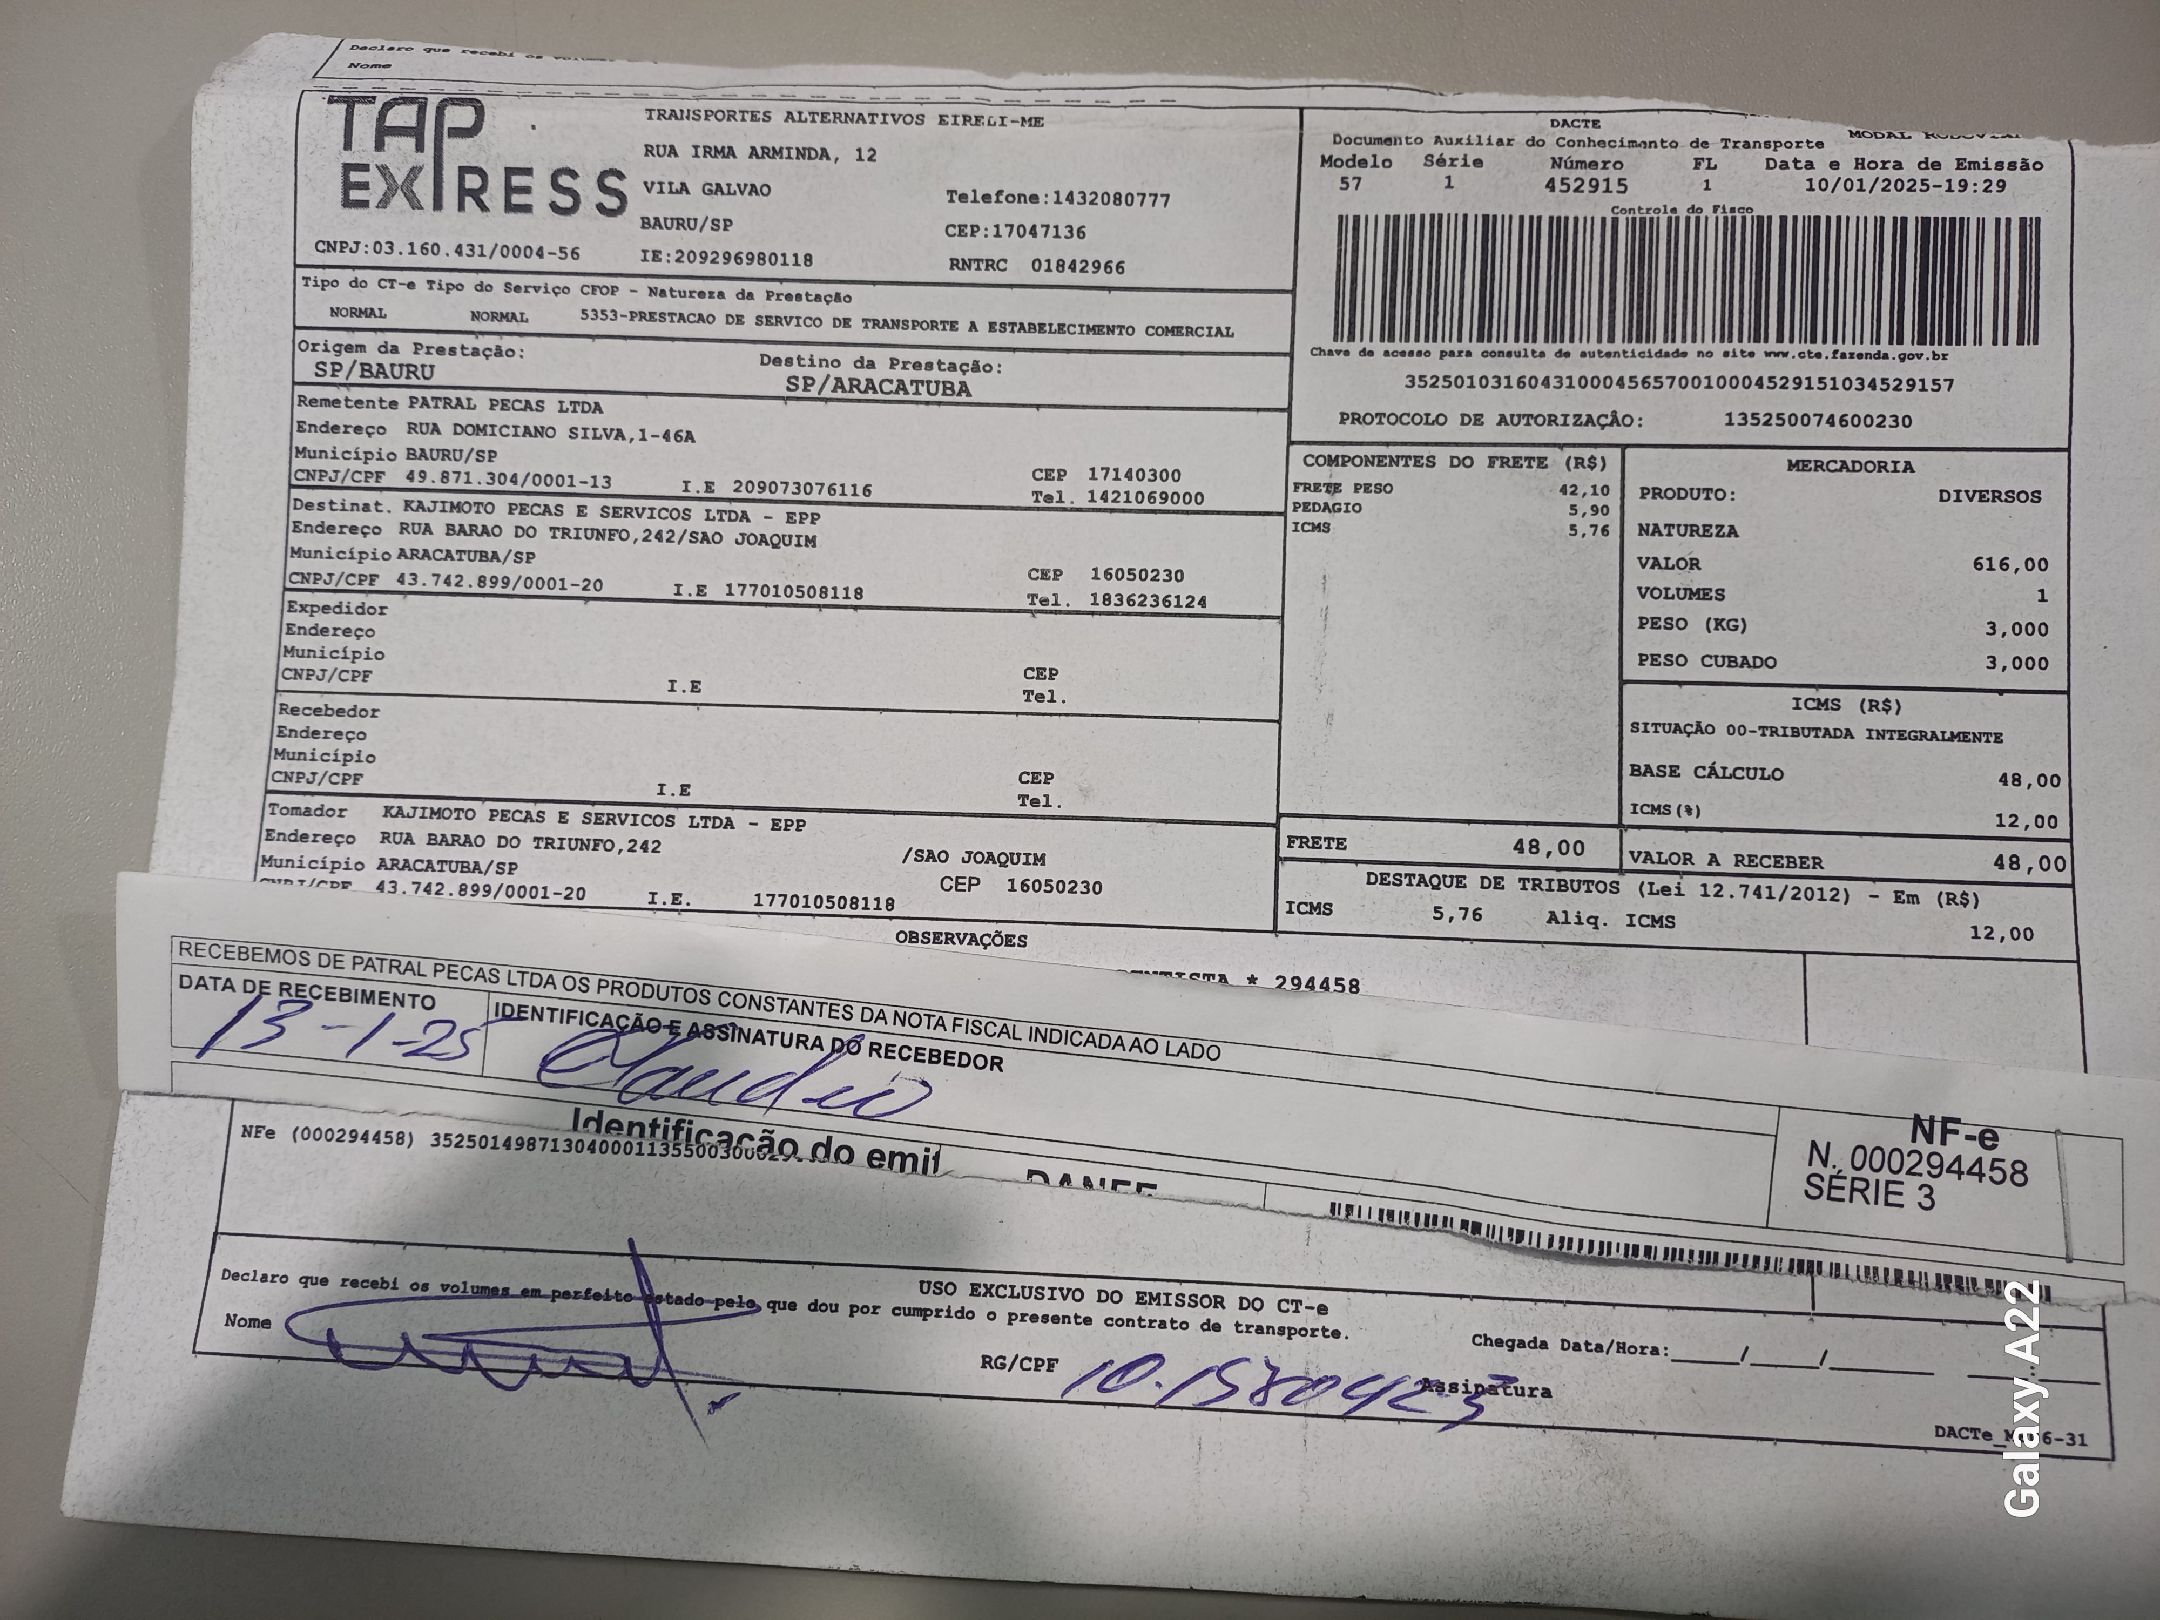 Declaro que recebi os
Nome
TAP EXPRESS
TRANSPORTES ALTERNATIVOS EIRELI-ME
RUA IRMA ARMINDA, 12
VILA GALVAO
Telefone:1432080777
BAURU/SP
CEP:17047136
CNPJ:03.160.431/0004-56
IE:209296980118
RNTRC 01842966
DACTE
MODAL RODOVIAR
Documento Auxiliar do Conhecimento de Transporte
Modelo Série Número FL Data e Hora de Emissão
57 1 452915 1 10/01/2025-19:29
Controle do Fisco
Chave de acesso para consulta de autenticidade no site www.cte.fazenda.gov.br
35250103160431000456570010004529151034529157
PROTOCOLO DE AUTORIZAÇÃO: 135250074600230
Tipo do CT-e Tipo do Serviço CFOP - Natureza da Prestação
NORMAL NORMAL 5353-PRESTACAO DE SERVICO DE TRANSPORTE A ESTABELECIMENTO COMERCIAL
Origem da Prestação: Destino da Prestação:
SP/BAURU SP/ARACATUBA
Remetente PATRAL PECAS LTDA
Endereço RUA DOMICIANO SILVA,1-46A
Município BAURU/SP CEP 17140300
CNPJ/CPF 49.871.304/0001-13 I.E 209073076116 Tel. 1421069000
Destinat. KAJIMOTO PECAS E SERVICOS LTDA - EPP
Endereço RUA BARAO DO TRIUNFO,242/SAO JOAQUIM
Município ARACATUBA/SP CEP 16050230
CNPJ/CPF 43.742.899/0001-20 I.E 177010508118 Tel. 1836236124
Expedidor
Endereço
Município CEP
CNPJ/CPF I.E Tel.
Recebedor
Endereço
Município CEP
CNPJ/CPF I.E Tel.
Tomador KAJIMOTO PECAS E SERVICOS LTDA - EPP
Endereço RUA BARAO DO TRIUNFO,242 /SAO JOAQUIM
Município ARACATUBA/SP CEP 16050230
CNPJ/CPF 43.742.899/0001-20 I.E. 177010508118
COMPONENTES DO FRETE (R$)
FRETE PESO 42,10
PEDAGIO 5,90
ICMS 5,76
MERCADORIA
PRODUTO: DIVERSOS
NATUREZA
VALOR 616,00
VOLUMES 1
PESO (KG) 3,000
PESO CUBADO 3,000
ICMS (R$)
SITUAÇÃO 00-TRIBUTADA INTEGRALMENTE
BASE CÁLCULO 48,00
ICMS(%) 12,00
FRETE 48,00 VALOR A RECEBER 48,00
DESTAQUE DE TRIBUTOS (Lei 12.741/2012) - Em (R$)
ICMS 5,76 Aliq. ICMS 12,00
OBSERVAÇÕES
* 294458
RECEBEMOS DE PATRAL PECAS LTDA OS PRODUTOS CONSTANTES DA NOTA FISCAL INDICADA AO LADO
DATA DE RECEBIMENTO IDENTIFICAÇÃO E ASSINATURA DO RECEBEDOR
13-1-25 Claudio
NF-e
N. 000294458
SÉRIE 3
Identificação do emit
DANFE
NFe (000294458) 3525014987130400011355003000
USO EXCLUSIVO DO EMISSOR DO CT-e
Declaro que recebi os volumes em perfeito estado pelo que dou por cumprido o presente contrato de transporte.
Nome RG/CPF Assinatura
Chegada Data/Hora:____/____/____
DACTe
6-31
Galaxy A22